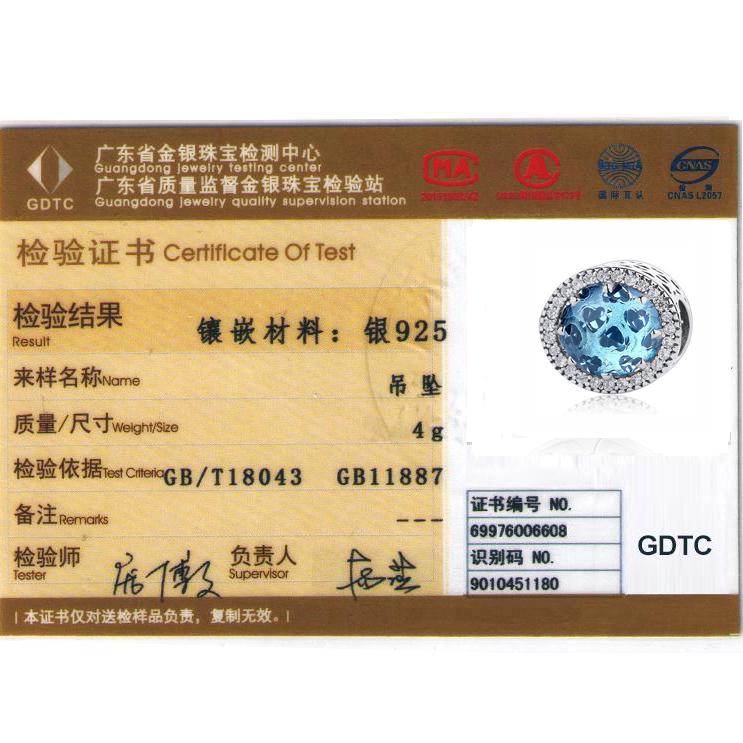 GDTC
广东省金银珠宝检测中心
Guangdong jewelry testing center
广东省质量监督金银珠宝检验站
Guangdong jewelry quality supervision station
MA
国际互认
CNAS
检测
CNAS L2057
检验证书 Certificate Of Test
检验结果
Result
镶嵌材料：银925
来样名称Name
吊坠
质量/尺寸Weight/Size
4g
检验依据Test Criteria
GB/T18043 GB11887
备注Remarks
---
检验师
Tester
负责人
Supervisor
证书编号 NO.
69976006608
识别码 NO.
9010451180
GDTC
本证书仅对送检样品负责，复制无效。